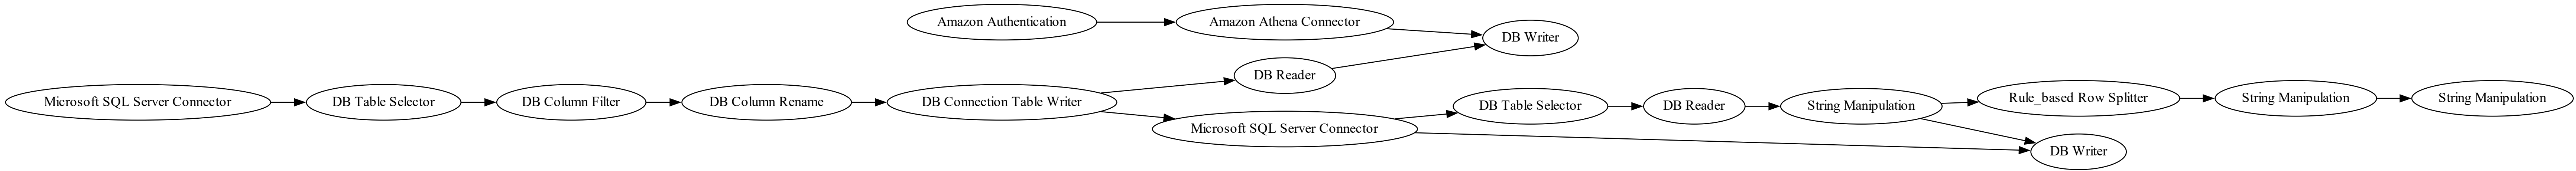 Amazon Authentication
Amazon Athena Connector
DB Writer
DB Reader
Microsoft SQL Server Connector
DB Table Selector
DB Column Filter
DB Column Rename
DB Connection Table Writer
Microsoft SQL Server Connector
DB Table Selector
DB Reader
String Manipulation
Rule_based Row Splitter
String Manipulation
String Manipulation
DB Writer